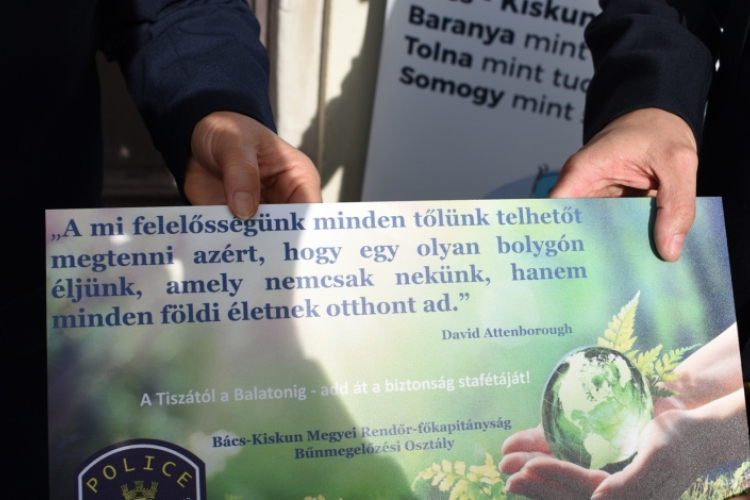 - Kiskun
Baranya mint
Tolna mint tud
Somogy mint
„A mi felelősségünk minden tőlünk telhetőt
megtenni azért, hogy egy olyan bolygón
éljünk, amely nemcsak nekünk, hanem
minden földi életnek otthont ad.”
David Attenborough
A Tiszától a Balatonig - add át a biztonság stafétáját!
Bács-Kiskun Megyei Rendőr-főkapitányság
Bűnmegelőzési Osztály
POLICE